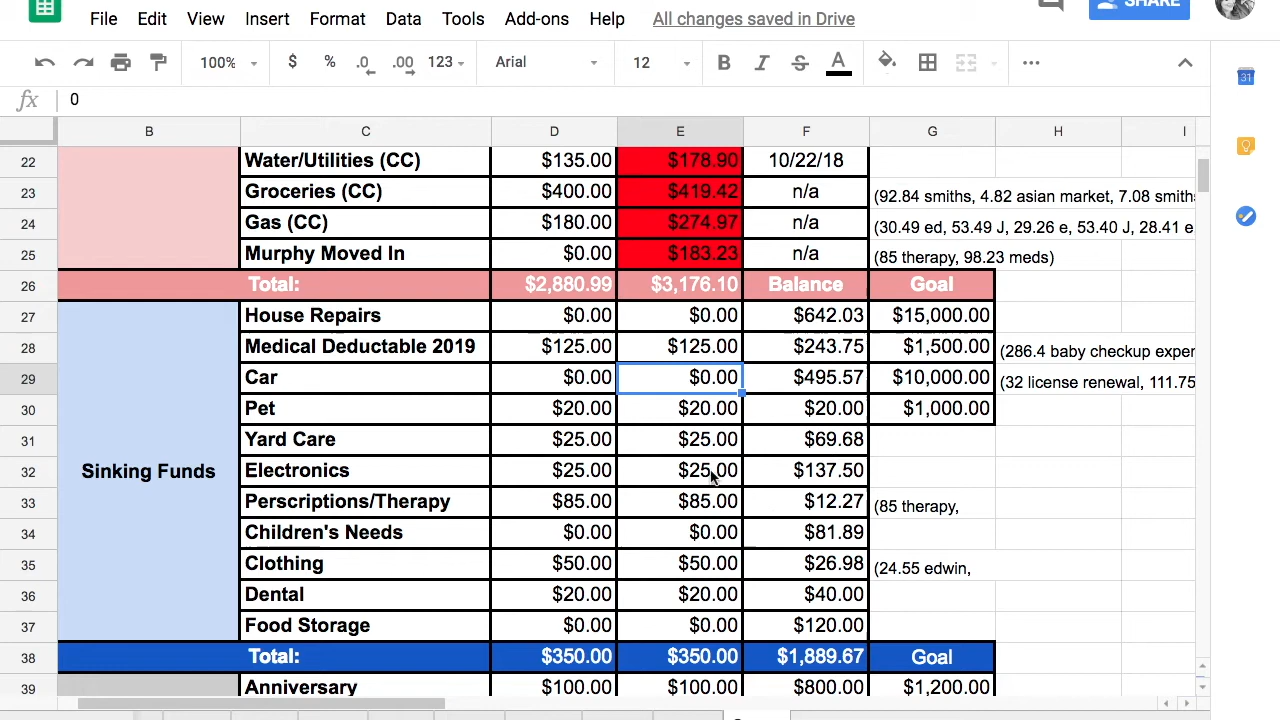 SHARE
File Edit View Insert Format Data Tools Add-ons Help All changes saved in Drive
100% $ % .0 .00 123 Arial 12 B I S A
31
fx 0
B C D E F G H I
22 Water/Utilities (CC) $135.00 $178.90 10/22/18
23 Groceries (CC) $400.00 $419.42 n/a (92.84 smiths, 4.82 asian market, 7.08 smith
24 Gas (CC) $180.00 $274.97 n/a (30.49 ed, 53.49 J, 29.26 e, 53.40 J, 28.41 e
25 Murphy Moved In $0.00 $183.23 n/a (85 therapy, 98.23 meds)
26 Total: $2,880.99 $3,176.10 Balance Goal
27 House Repairs $0.00 $0.00 $642.03 $15,000.00
28 Medical Deductable 2019 $125.00 $125.00 $243.75 $1,500.00 (286.4 baby checkup exper
29 Car $0.00 $0.00 $495.57 $10,000.00 (32 license renewal, 111.75
30 Pet $20.00 $20.00 $20.00 $1,000.00
31 Yard Care $25.00 $25.00 $69.68
32 Sinking Funds Electronics $25.00 $25.00 $137.50
33 Perscriptions/Therapy $85.00 $85.00 $12.27 (85 therapy,
34 Children's Needs $0.00 $0.00 $81.89
35 Clothing $50.00 $50.00 $26.98 (24.55 edwin,
36 Dental $20.00 $20.00 $40.00
37 Food Storage $0.00 $0.00 $120.00
38 Total: $350.00 $350.00 $1,889.67 Goal
39 Anniversary $100.00 $100.00 $800.00 $1,200.00